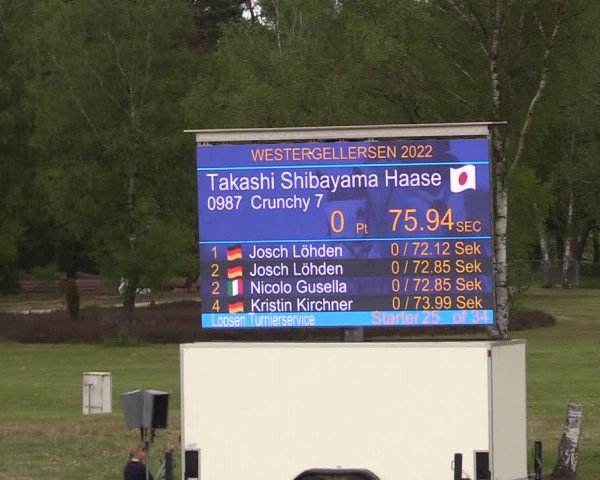 WESTERGELLERSEN 2022
Takashi Shibayama Haase
0987 Crunchy 7
0 Pt 75.94 SEC
1 Josch Löhden 0 / 72.12 Sek
2 Josch Löhden 0 / 72.85 Sek
2 Nicolo Gusella 0 / 72.85 Sek
4 Kristin Kirchner 0 / 73.99 Sek
Loosen Turnierservice Starter 25 of 34